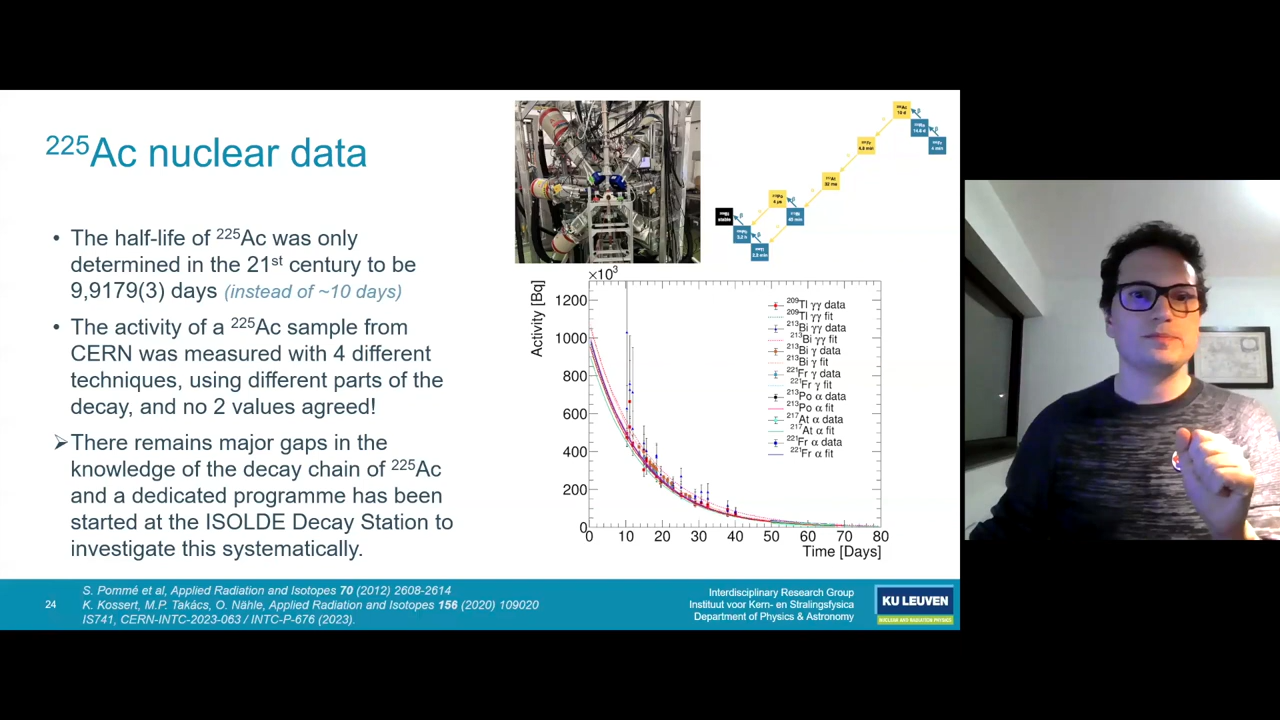 225Ac nuclear data
• The half-life of 225Ac was only
determined in the 21st century to be
9,9179(3) days (instead of ~10 days)
• The activity of a 225Ac sample from
CERN was measured with 4 different
techniques, using different parts of the
decay, and no 2 values agreed!
➢There remains major gaps in the
knowledge of the decay chain of 225Ac
and a dedicated programme has been
started at the ISOLDE Decay Station to
investigate this systematically.
×10³
Activity [Bq]
1200
1000
800
600
400
200
0
0 10 20 30 40 50 60 70 80
Time [Days]
209Tl γγ data
209Tl γγ fit
213Bi γγ data
213Bi γγ fit
213Bi γ data
213Bi γ fit
221Fr γ data
221Fr γ fit
213Po α data
213Po α fit
217At α data
217At α fit
221Fr α data
221Fr α fit
24
S. Pommé et al, Applied Radiation and Isotopes 70 (2012) 2608-2614
K. Kossert, M.P. Takács, O. Nähle, Applied Radiation and Isotopes 156 (2020) 109020
IS741, CERN-INTC-2023-063 / INTC-P-676 (2023).
Interdisciplinary Research Group
Instituut voor Kern- en Stralingsfysica
Department of Physics & Astronomy
KU LEUVEN
NUCLEAR AND RADIATION PHYSICS